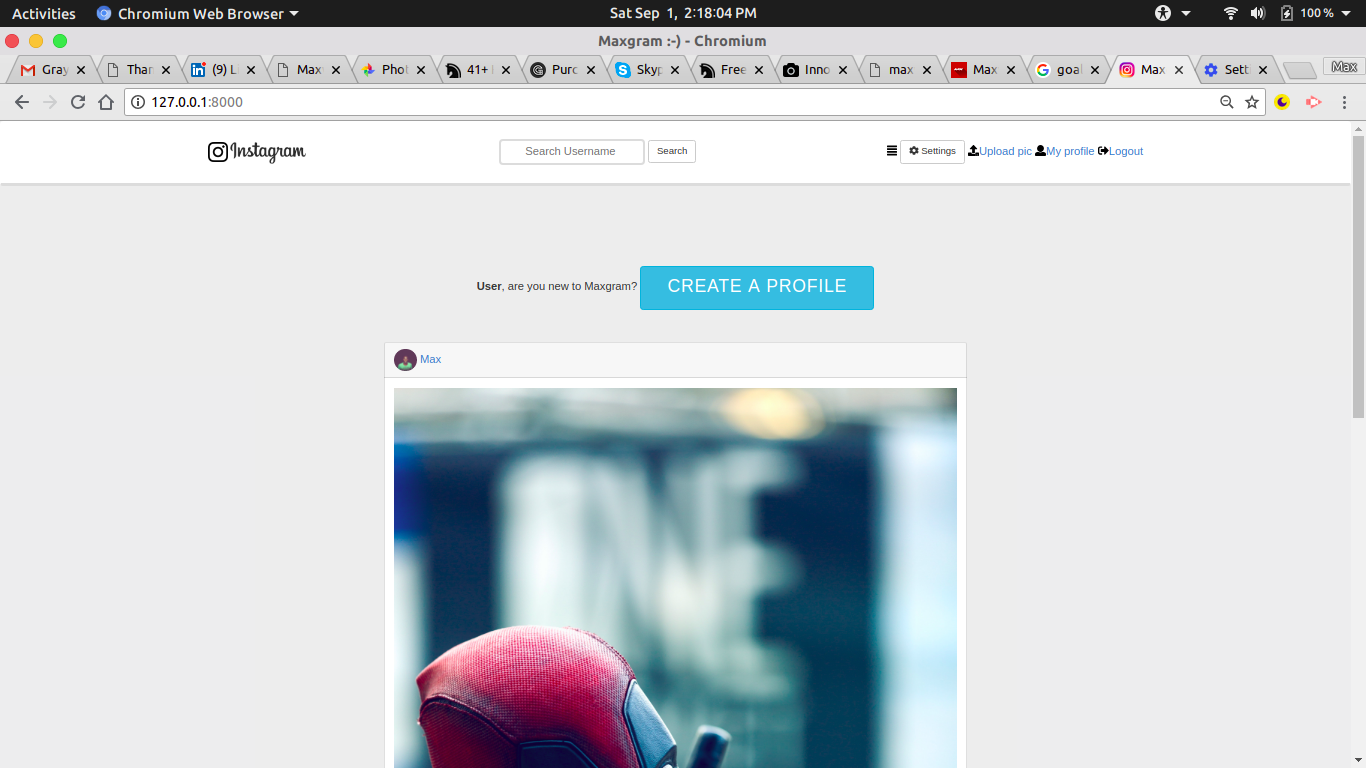 Activities Chromium Web Browser Sat Sep 1, 2:18:04 PM 100 %
Maxgram :-) - Chromium
Gray Thar (9) Li Max Phot 41+ Purc Skyp Free Inno max Max goal Max Setti Max
127.0.0.1:8000
Instagram Search Username Search Settings Upload pic My profile Logout
User, are you new to Maxgram? CREATE A PROFILE
Max